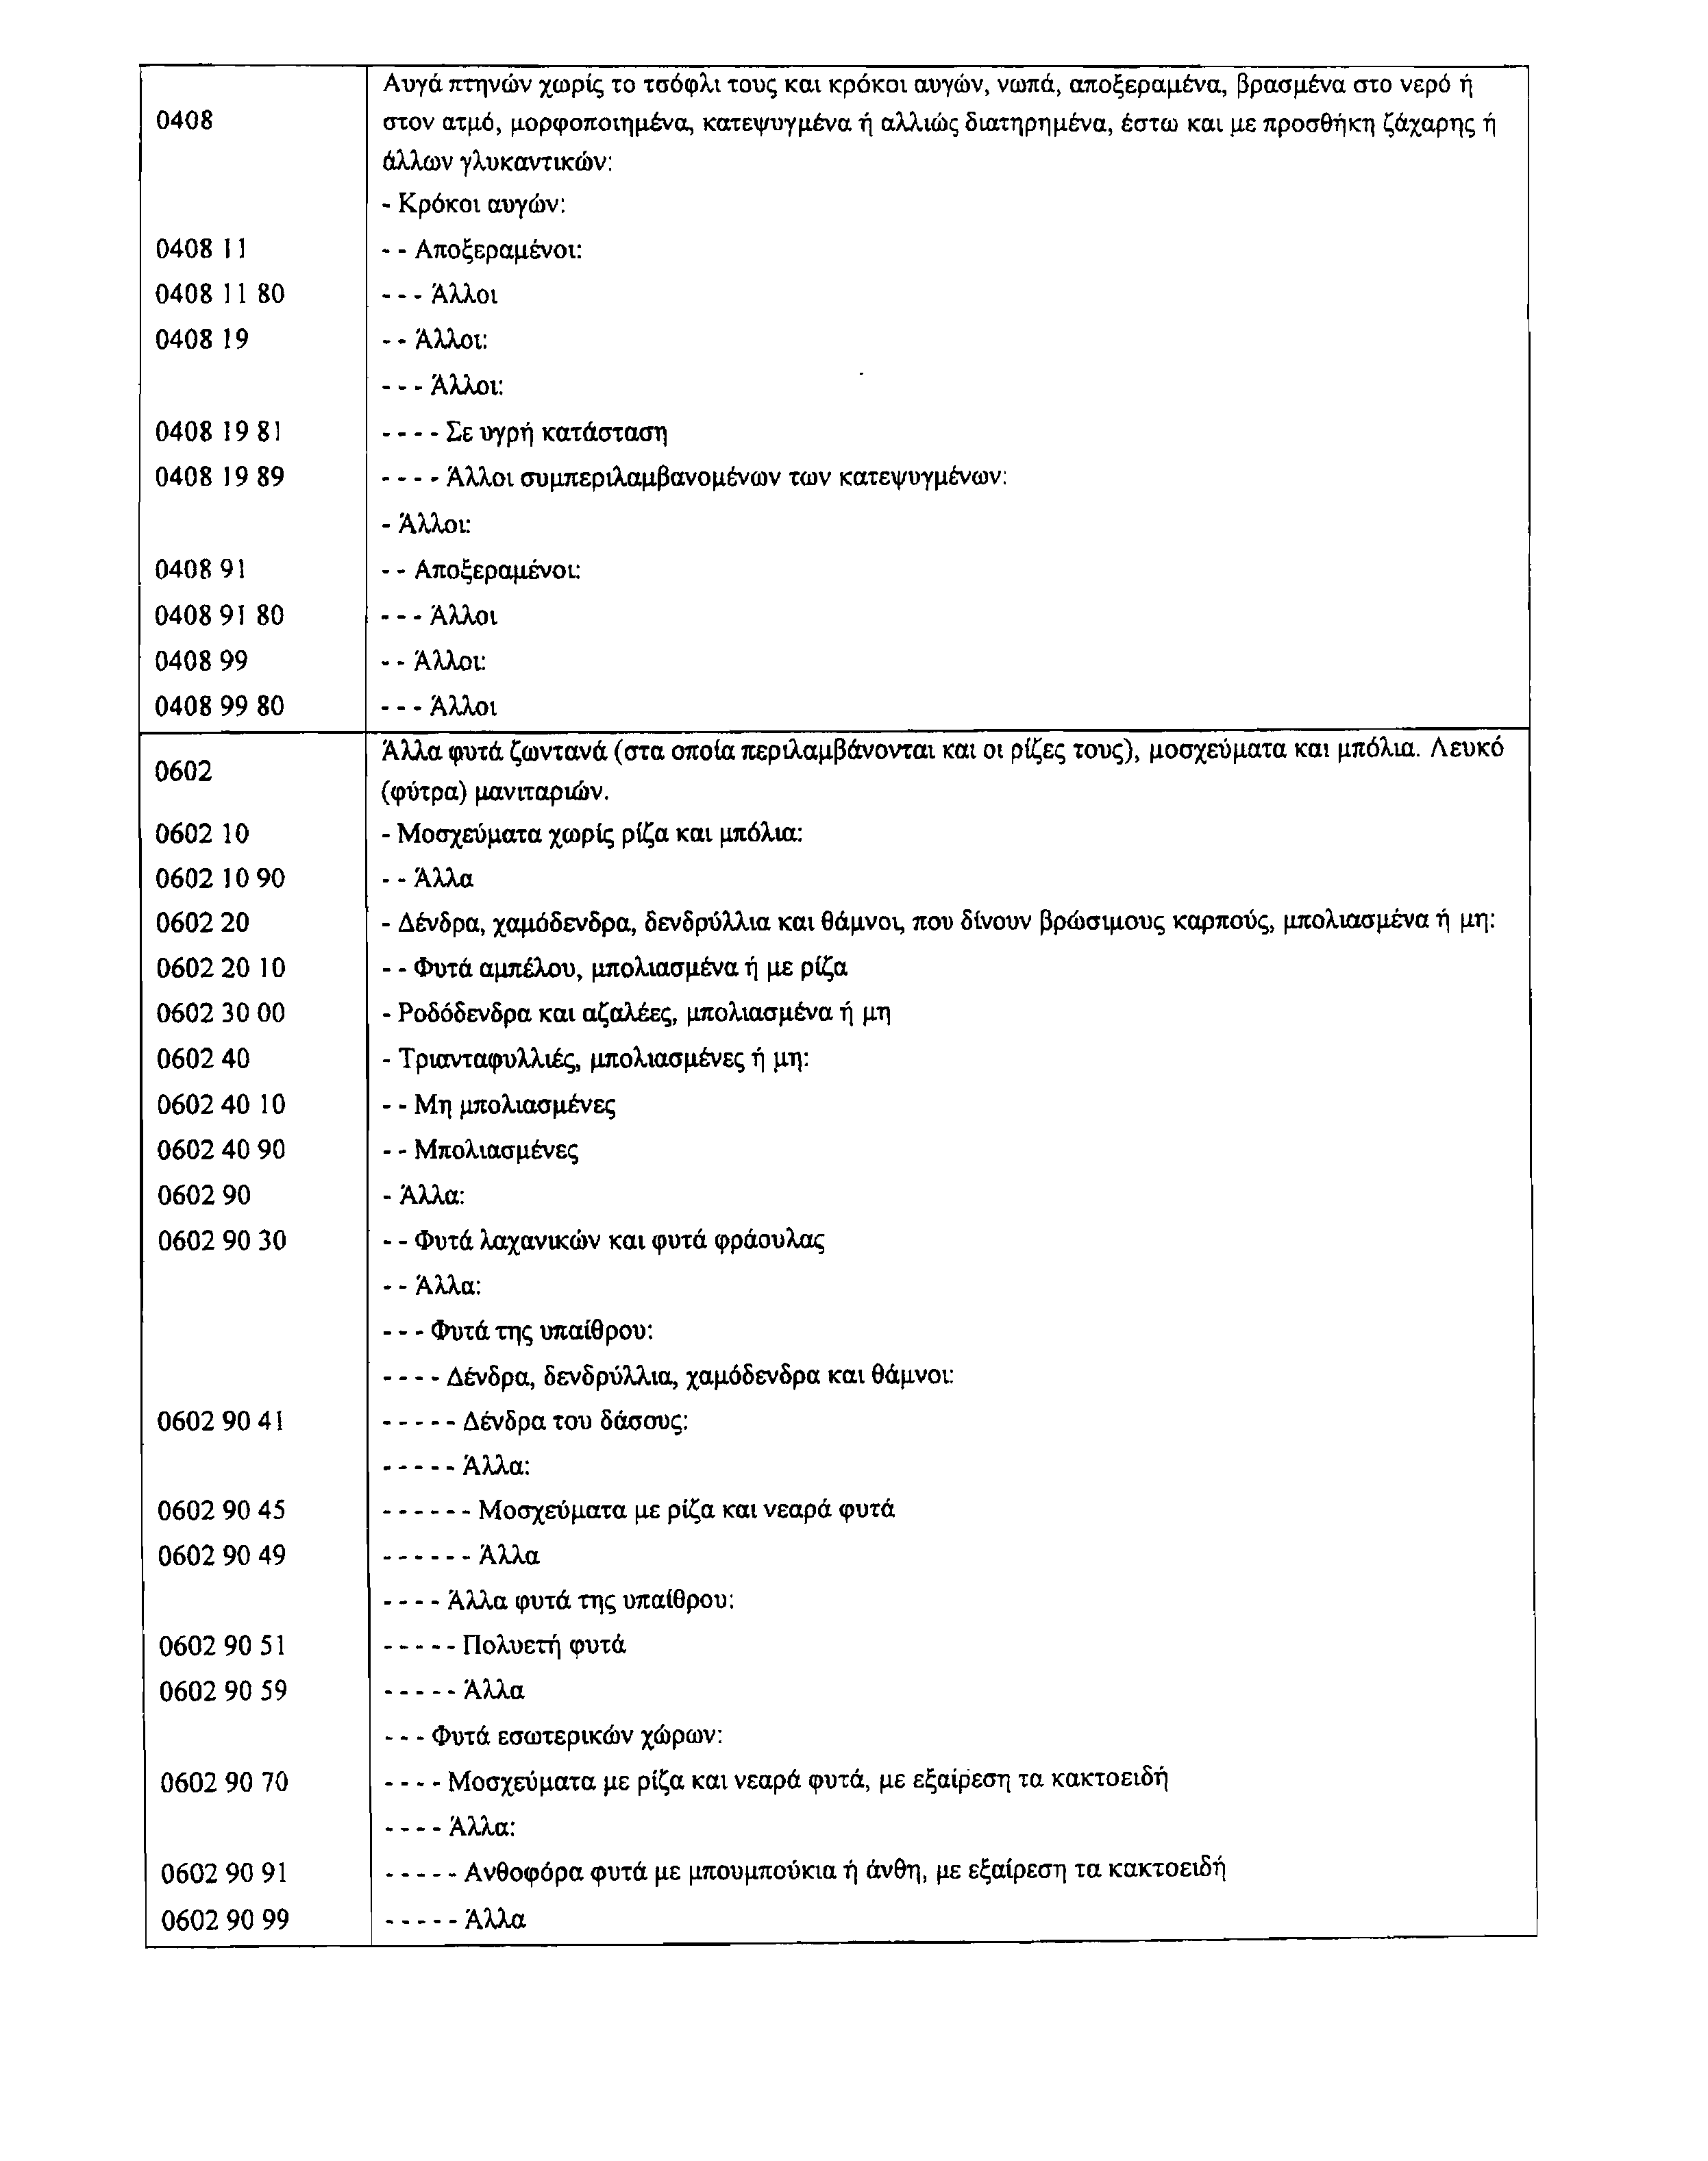 Αυγά πτηνών χωρίς το τσόφλι τους και κρόκοι αυγών, νωπά, αποξεραμένα, βρασμένα στο νερό ή
0408 στον ατμό, μορφοποιημένα, κατεψυγμένα ή αλλιώς διατηρημένα, έστω και με προσθήκη ζάχαρης ή
άλλων γλυκαντικών:
- Κρόκοι αυγών:
0408 11 - - Αποξεραμένοι:
0408 11 80 - - - Άλλοι
0408 19 - - Άλλοι:
- - - Άλλοι:
0408 19 81 - - - - Σε υγρή κατάσταση
0408 19 89 - - - - Άλλοι συμπεριλαμβανομένων των κατεψυγμένων:
- Άλλοι:
0408 91 - - Αποξεραμένοι:
0408 91 80 - - - Άλλοι
0408 99 - - Άλλοι:
0408 99 80 - - - Άλλοι
0602 Άλλα φυτά ζωντανά (στα οποία περιλαμβάνονται και οι ρίζες τους), μοσχεύματα και μπόλια. Λευκό
(φύτρα) μανιταριών.
0602 10 - Μοσχεύματα χωρίς ρίζα και μπόλια:
0602 10 90 - - Άλλα
0602 20 - Δένδρα, χαμόδενδρα, δενδρύλλια και θάμνοι, που δίνουν βρώσιμους καρπούς, μπολιασμένα ή μη:
0602 20 10 - - Φυτά αμπέλου, μπολιασμένα ή με ρίζα
0602 30 00 - Ροδόδενδρα και αζαλέες, μπολιασμένα ή μη
0602 40 - Τριανταφυλλιές, μπολιασμένες ή μη:
0602 40 10 - - Μη μπολιασμένες
0602 40 90 - - Μπολιασμένες
0602 90 - Άλλα:
0602 90 30 - - Φυτά λαχανικών και φυτά φράουλας
- - Άλλα:
- - - Φυτά της υπαίθρου:
- - - - Δένδρα, δενδρύλλια, χαμόδενδρα και θάμνοι:
0602 90 41 - - - - - Δένδρα του δάσους:
- - - - - Άλλα:
0602 90 45 - - - - - - Μοσχεύματα με ρίζα και νεαρά φυτά
0602 90 49 - - - - - - Άλλα
- - - - Άλλα φυτά της υπαίθρου:
0602 90 51 - - - - - Πολυετή φυτά
0602 90 59 - - - - - Άλλα
- - - Φυτά εσωτερικών χώρων:
0602 90 70 - - - - Μοσχεύματα με ρίζα και νεαρά φυτά, με εξαίρεση τα κακτοειδή
- - - - Άλλα:
0602 90 91 - - - - - Ανθοφόρα φυτά με μπουμπούκια ή άνθη, με εξαίρεση τα κακτοειδή
0602 90 99 - - - - - Άλλα